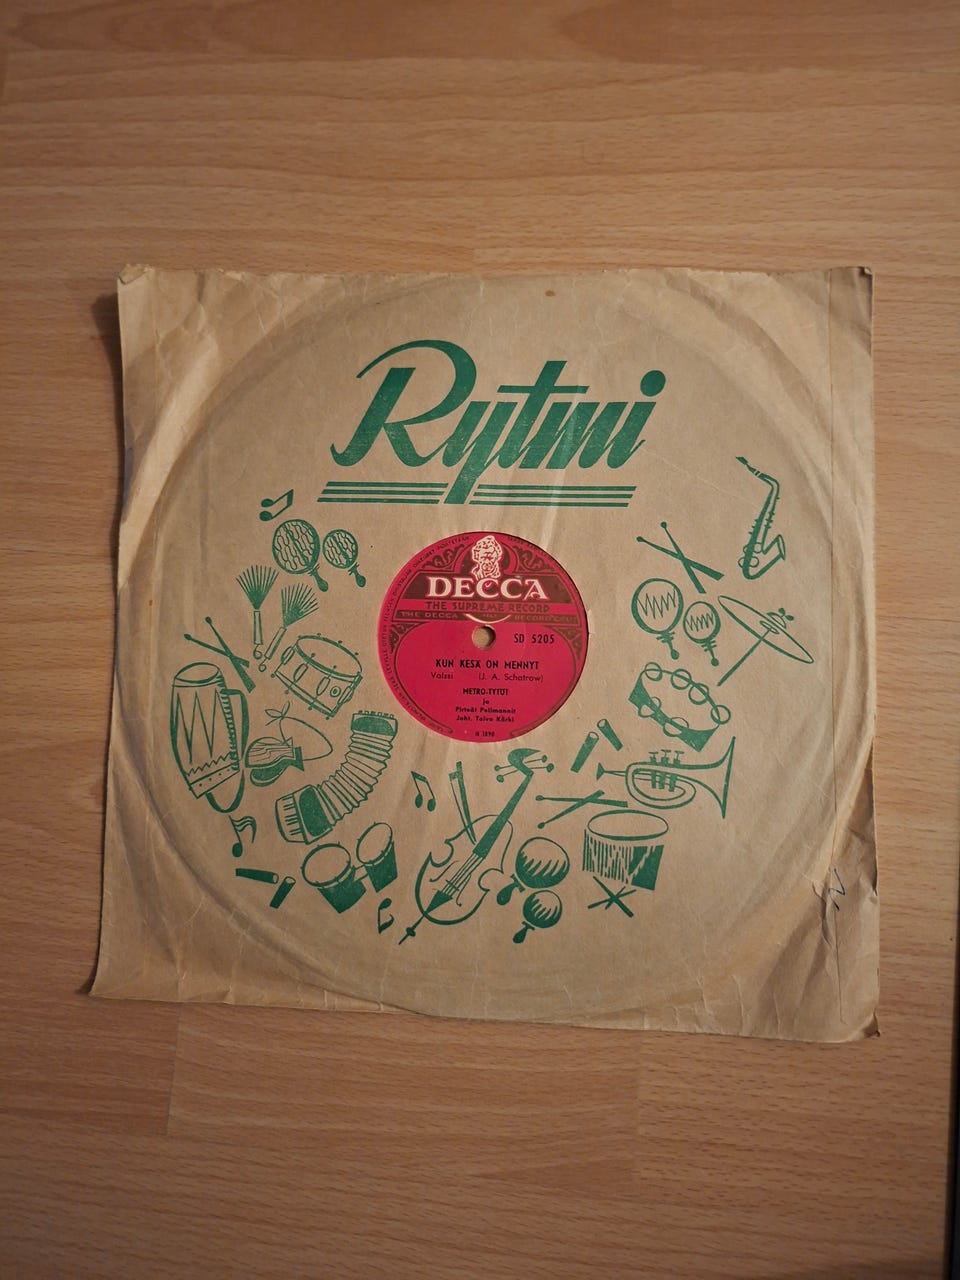 Rytmi
DECCA
THE SUPREME RECORD
SD 5205
KUN KESÄ ON MENNYT
Valssi (J. A. Schatrow)
METRO-TYTÖT
ja
Pirteät Pelimannit
Joht. Toivo Kärki